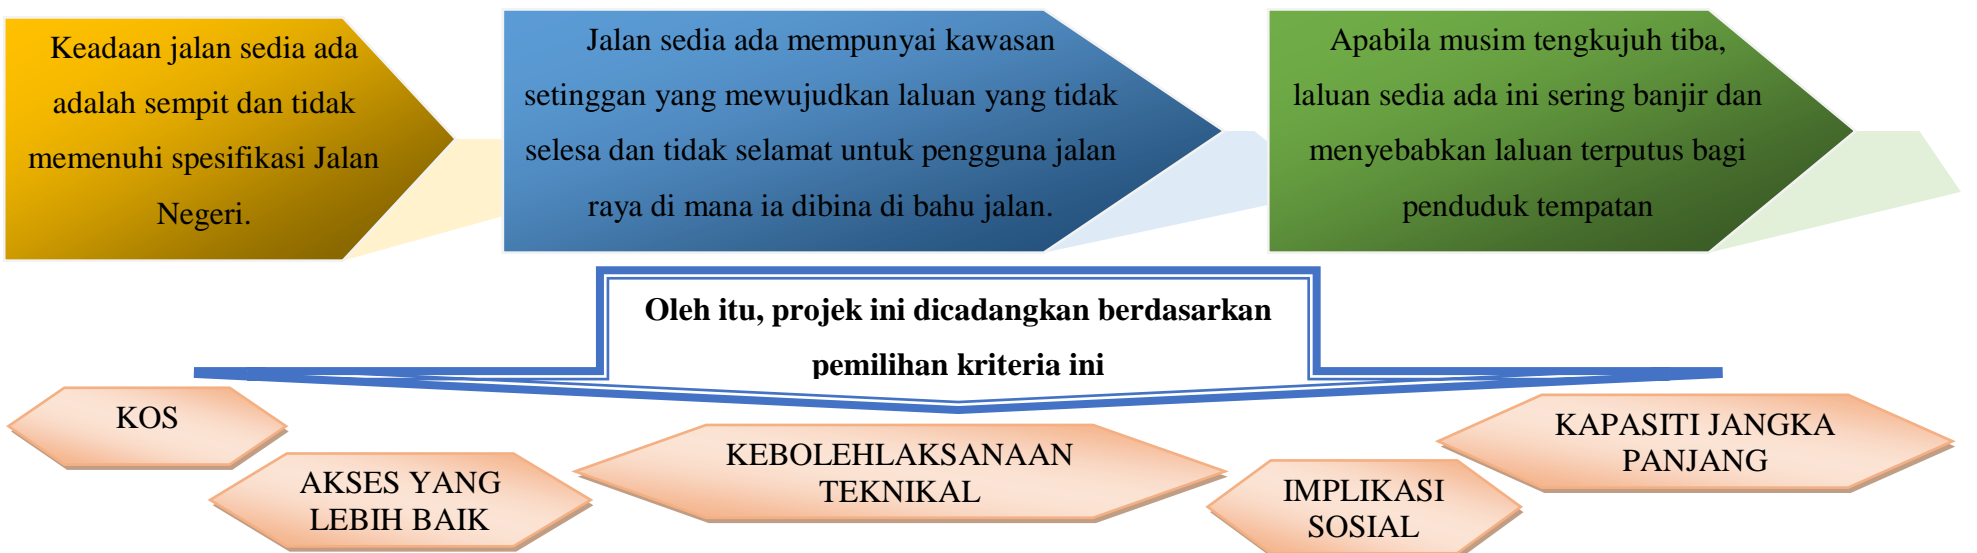 Keadaan jalan sedia ada
adalah sempit dan tidak
memenuhi spesifikasi Jalan
Negeri.
Jalan sedia ada mempunyai kawasan
setinggan yang mewujudkan laluan yang tidak
selesa dan tidak selamat untuk pengguna jalan
raya di mana ia dibina di bahu jalan.
Apabila musim tengkujuh tiba,
laluan sedia ada ini sering banjir dan
menyebabkan laluan terputus bagi
penduduk tempatan
Oleh itu, projek ini dicadangkan berdasarkan
pemilihan kriteria ini
KOS
AKSES YANG
LEBIH BAIK
KEBOLEHLAKSANAAN
TEKNIKAL
IMPLIKASI
SOSIAL
KAPASITI JANGKA
PANJANG